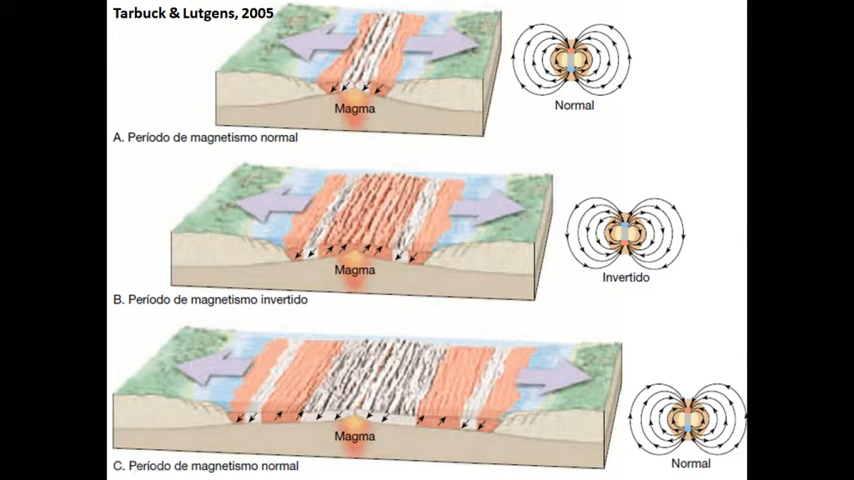 Tarbuck & Lutgens, 2005
Magma
Normal
A. Período de magnetismo normal
Magma
Invertido
B. Período de magnetismo invertido
Magma
Normal
C. Período de magnetismo normal